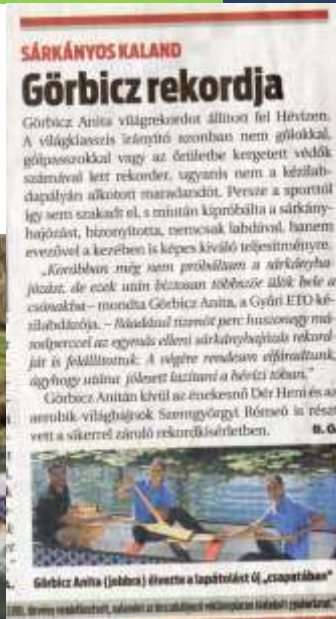 SÁRKÁNYOS KALAND
Görbicz rekordja
Görbicz Anita világrekordot állított fel Hévízen.
A világklasszis irányító azonban nem gólokkal,
gólpasszokkal vagy az őrületbe kergetett védők
számával lett rekorder, ugyanis nem a kézilab-
dapályán alkotott maradandót. Persze a sporttól
így sem szakadt el, s miután kipróbálta a sárkány-
hajózást, bizonyította, nemcsak labdával, hanem
evezővel a kezében is képes kiváló teljesítményre.
„Korábban még nem próbáltam a sárkányha-
józást, de ezek után biztosan többször ülök bele a
csónakba – mondta Görbicz Anita, a Győri ETO ké-
zilabdázója. – Ráadásul tizenöt perc huszonegy má-
sodperccel az egymás elleni sárkányhajózás rekord-
ját is felállítottuk. A végére rendesen elfáradtunk,
úgyhogy utána jólesett lazítani a hévízi tóban.”
Görbicz Anitán kívül az énekesnő Dér Heni és az
aerobik-világbajnok Szentgyörgyi Rómeó is részt
vett a sikerrel záruló rekordkísérletben.
Görbicz Anita (jobbra) élvezte a lapátolást új „csapatában”